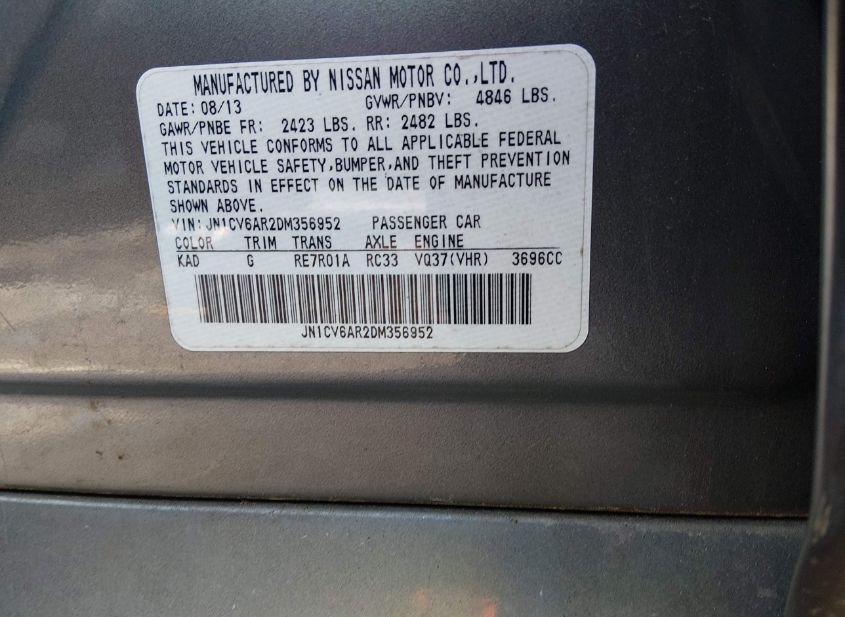 MANUFACTURED BY NISSAN MOTOR CO.,LTD.
DATE: 08/13 GVWR/PNBV: 4846 LBS.
GAWR/PNBE FR: 2423 LBS. RR: 2482 LBS.
THIS VEHICLE CONFORMS TO ALL APPLICABLE FEDERAL
MOTOR VEHICLE SAFETY,BUMPER,AND THEFT PREVENTION
STANDARDS IN EFFECT ON THE DATE OF MANUFACTURE
SHOWN ABOVE.
VIN:JN1CV6AR2DM356952 PASSENGER CAR
COLOR TRIM TRANS AXLE ENGINE
KAD G RE7R01A RC33 VQ37(VHR) 3696CC
JN1CV6AR2DM356952